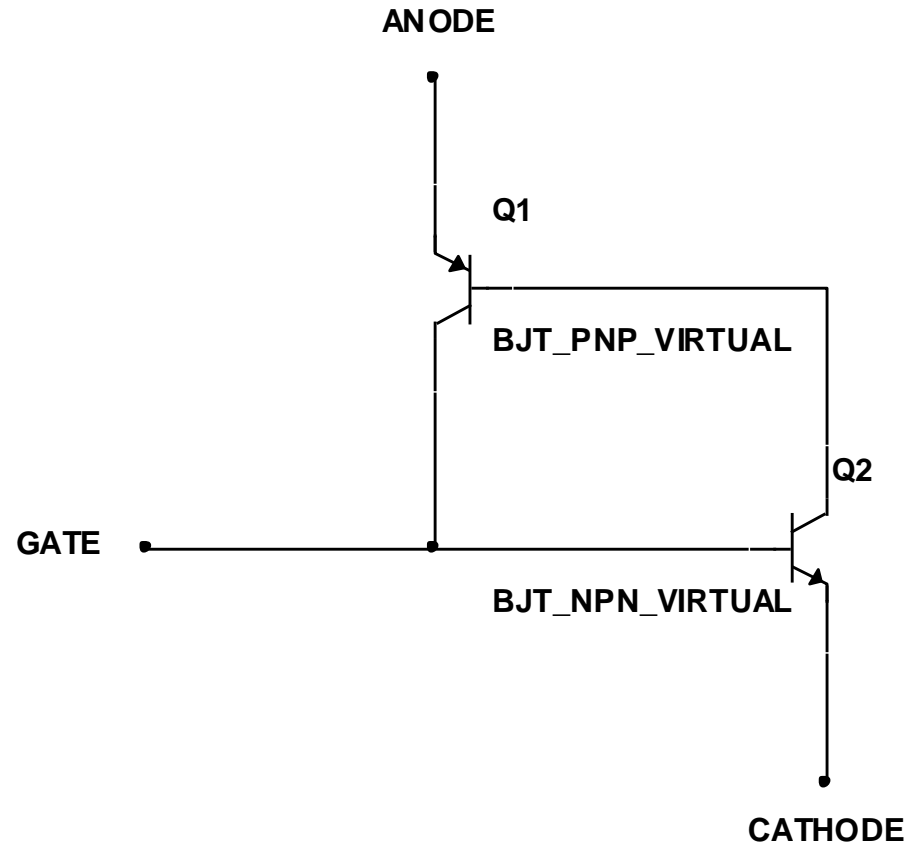 ANODE
Q1
BJT_PNP_VIRTUAL
Q2
GATE
BJT_NPN_VIRTUAL
CATHODE